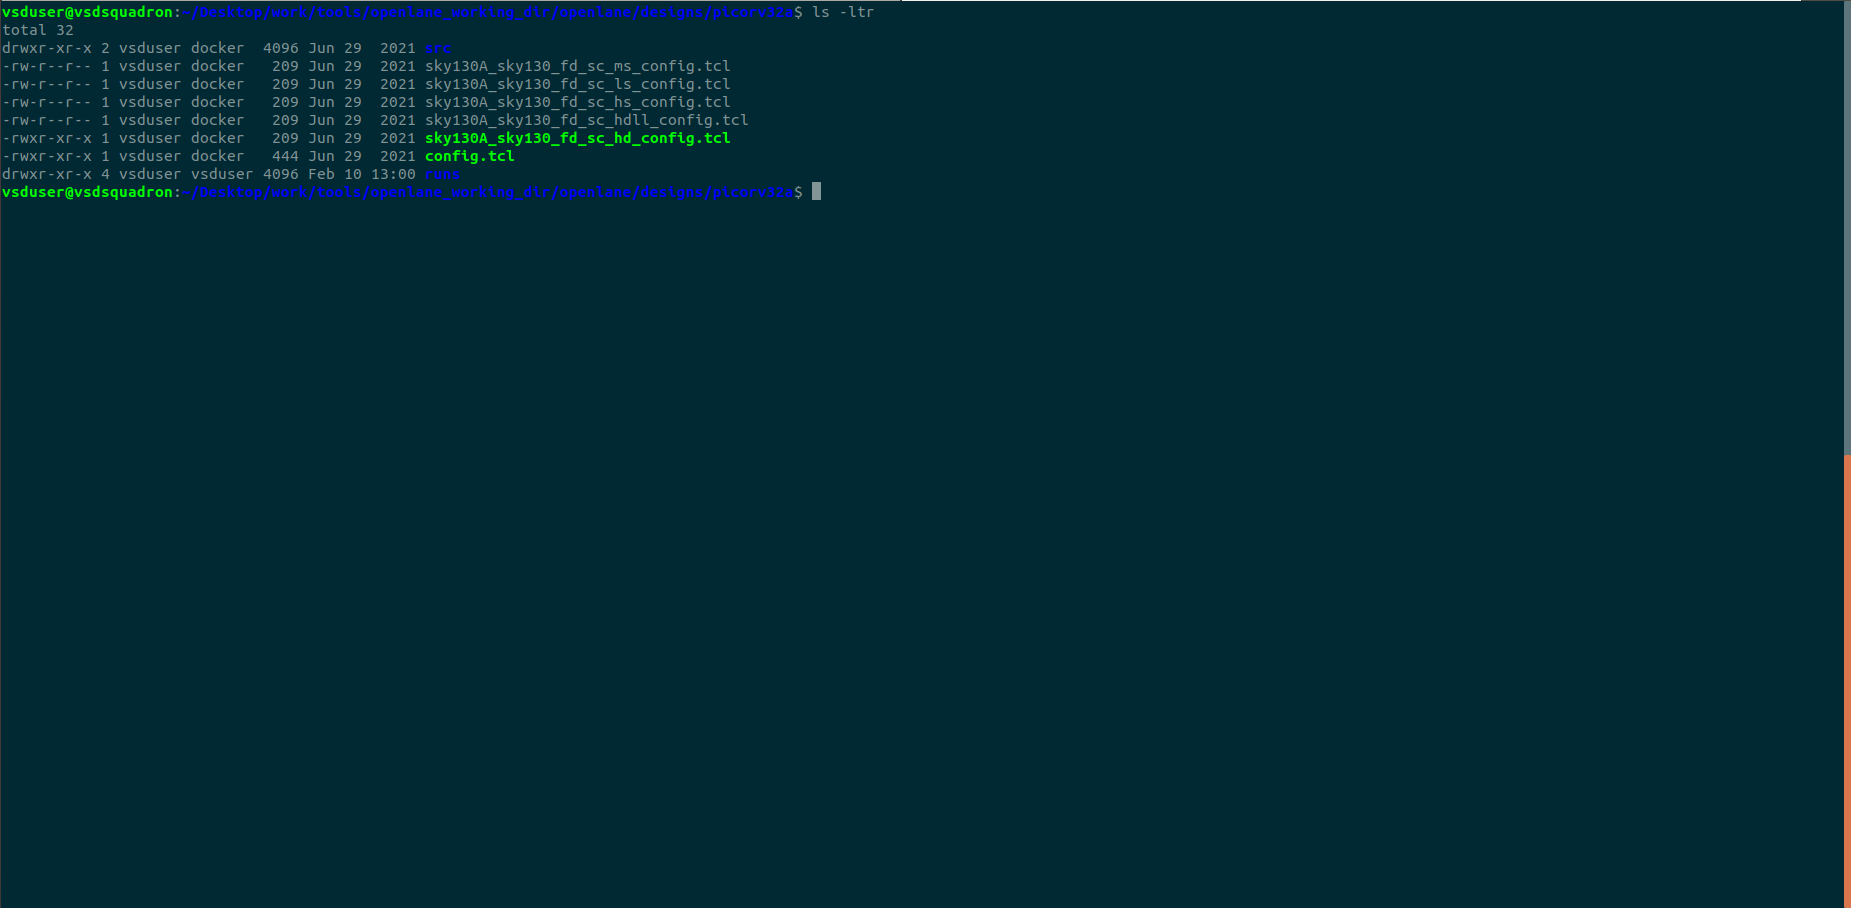 vsduser@vsdsquadron:~/Desktop/work/tools/openlane_working_dir/openlane/designs/picorv32a$ ls -ltr
total 32
drwxr-xr-x 2 vsduser docker  4096 Jun 29  2021 src
-rw-r--r-- 1 vsduser docker   209 Jun 29  2021 sky130A_sky130_fd_sc_ms_config.tcl
-rw-r--r-- 1 vsduser docker   209 Jun 29  2021 sky130A_sky130_fd_sc_ls_config.tcl
-rw-r--r-- 1 vsduser docker   209 Jun 29  2021 sky130A_sky130_fd_sc_hs_config.tcl
-rw-r--r-- 1 vsduser docker   209 Jun 29  2021 sky130A_sky130_fd_sc_hdll_config.tcl
-rwxr-xr-x 1 vsduser docker   209 Jun 29  2021 sky130A_sky130_fd_sc_hd_config.tcl
-rwxr-xr-x 1 vsduser docker   444 Jun 29  2021 config.tcl
drwxr-xr-x 4 vsduser vsduser 4096 Feb 10 13:00 runs
vsduser@vsdsquadron:~/Desktop/work/tools/openlane_working_dir/openlane/designs/picorv32a$